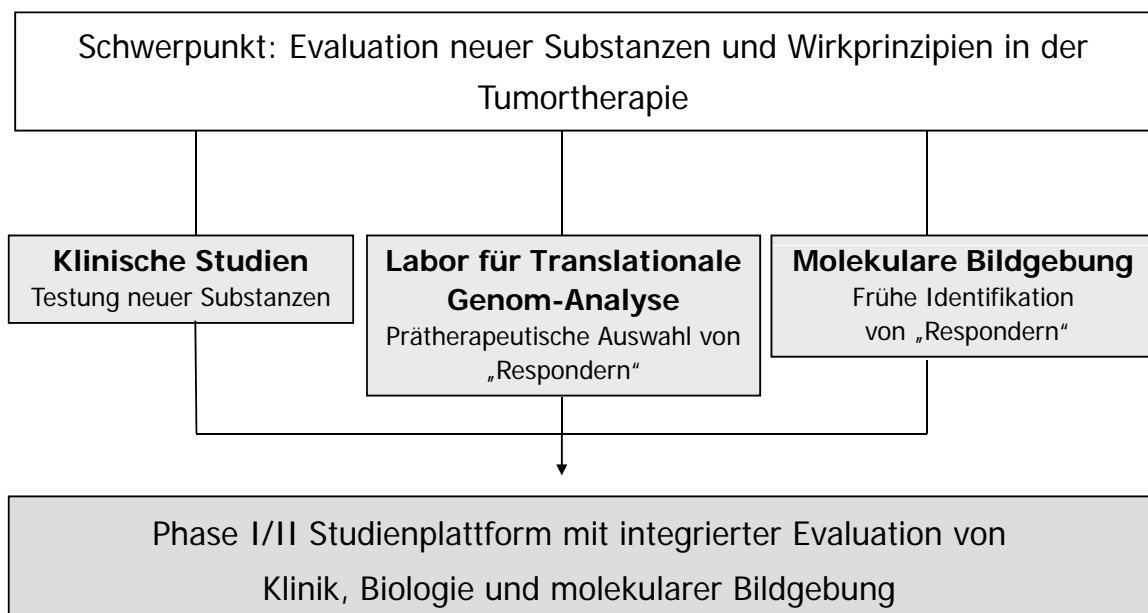 Schwerpunkt: Evaluation neuer Substanzen und Wirkprinzipien in der
Tumortherapie
Klinische Studien
Testung neuer Substanzen
Labor für Translationale
Genom-Analyse
Prätherapeutische Auswahl von
„Respondern“
Molekulare Bildgebung
Frühe Identifikation
von „Respondern“
Phase I/II Studienplattform mit integrierter Evaluation von
Klinik, Biologie und molekularer Bildgebung